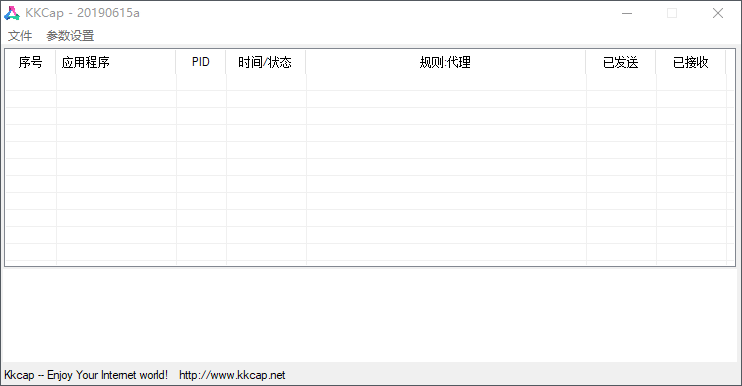 KKCap - 20190615a
文件 参数设置
序号 应用程序 PID 时间/状态 规则:代理 已发送 已接收
Kkcap -- Enjoy Your Internet world! http://www.kkcap.net